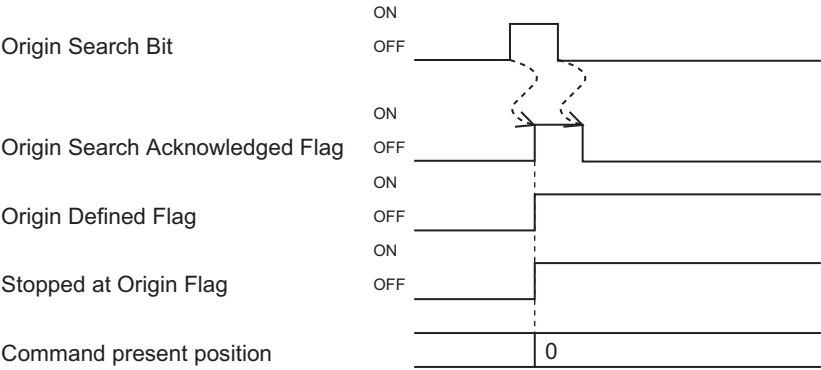 ON
Origin Search Bit OFF
ON
Origin Search Acknowledged Flag OFF
ON
Origin Defined Flag OFF
ON
Stopped at Origin Flag OFF
Command present position 0